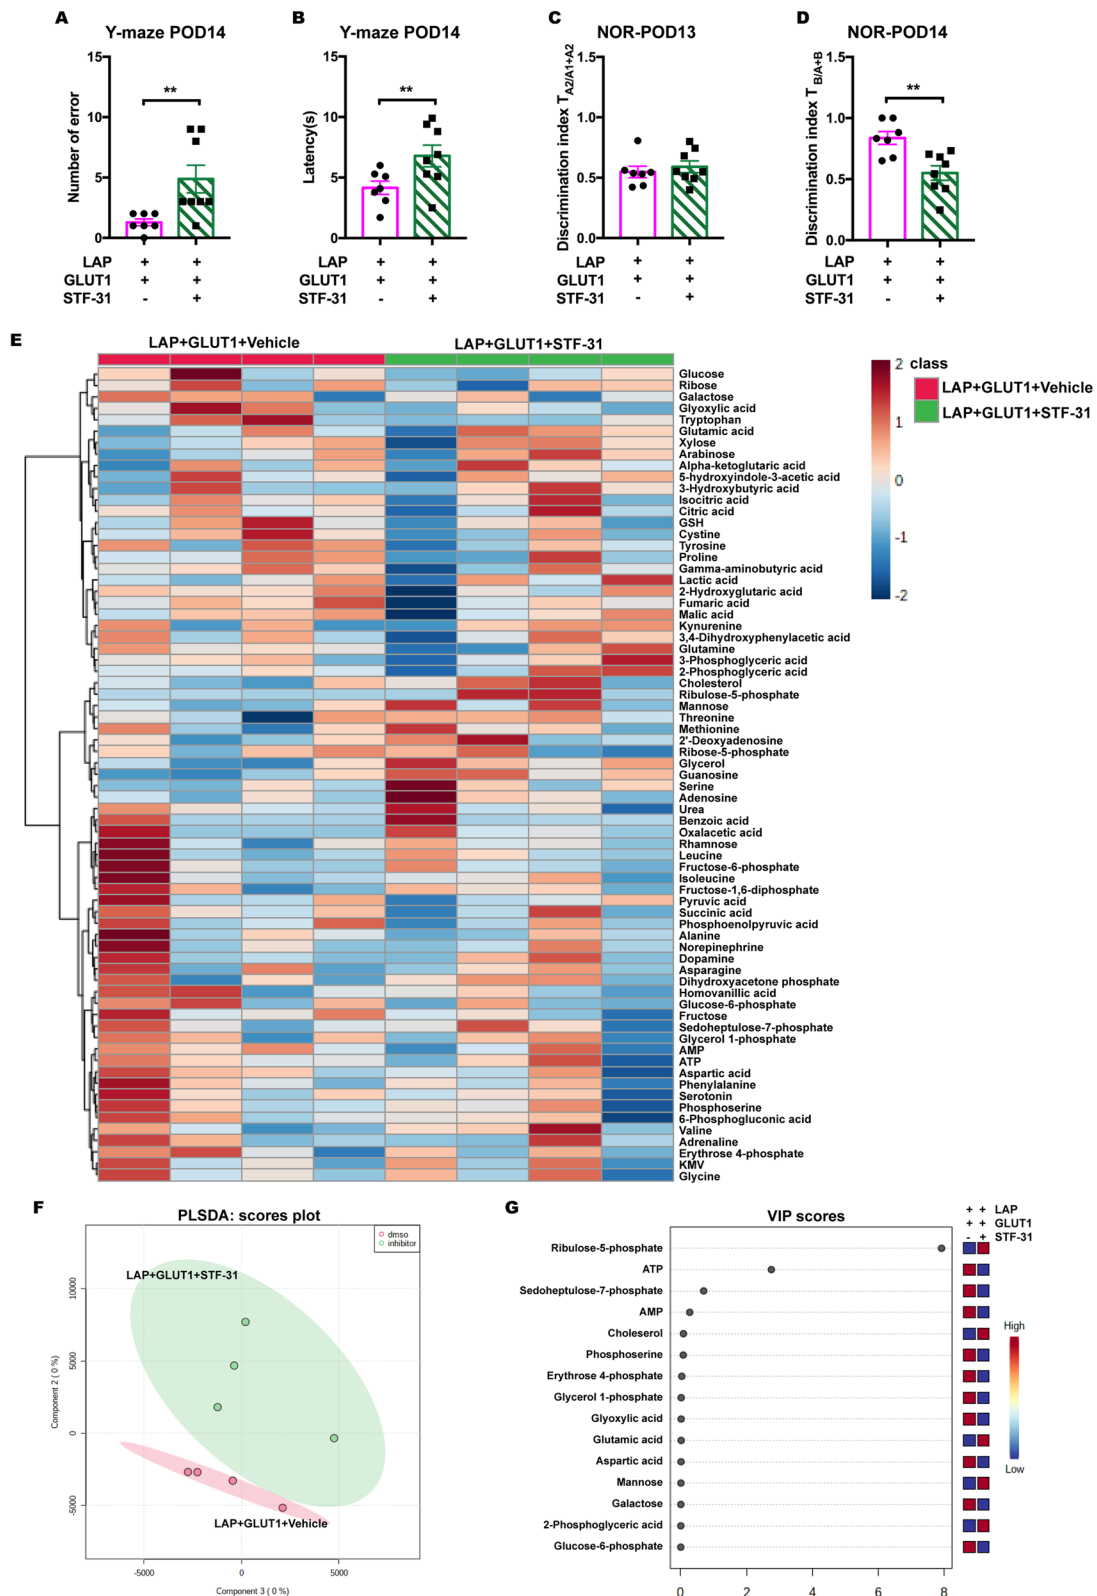 A
Y-maze POD14
Number of error
15
10
5
0
**
LAP + +
GLUT1 + +
STF-31 - +
B
Y-maze POD14
Latency(s)
15
10
5
0
**
LAP + +
GLUT1 + +
STF-31 - +
C
NOR-POD13
Discrimination index T A2/A1+A2
1.5
1.0
0.5
0.0
LAP + +
GLUT1 + +
STF-31 - +
D
NOR-POD14
Discrimination index T B/A+B
1.5
1.0
0.5
0.0
**
LAP + +
GLUT1 + +
STF-31 - +
E
LAP+GLUT1+Vehicle
LAP+GLUT1+STF-31
Glucose
Ribose
Galactose
Glyoxylic acid
Tryptophan
Glutamic acid
Xylose
Arabinose
Alpha-ketoglutaric acid
5-hydroxyindole-3-acetic acid
3-Hydroxybutyric acid
Isocitric acid
Citric acid
GSH
Cystine
Tyrosine
Proline
Gamma-aminobutyric acid
Lactic acid
2-Hydroxyglutaric acid
Fumaric acid
Malic acid
Kynurenine
3,4-Dihydroxyphenylacetic acid
Glutamine
3-Phosphoglyceric acid
2-Phosphoglyceric acid
Cholesterol
Ribulose-5-phosphate
Mannose
Threonine
Methionine
2'-Deoxyadenosine
Ribose-5-phosphate
Glycerol
Guanosine
Serine
Adenosine
Urea
Benzoic acid
Oxalacetic acid
Rhamnose
Leucine
Fructose-6-phosphate
Isoleucine
Fructose-1,6-diphosphate
Pyruvic acid
Succinic acid
Phosphoenolpyruvic acid
Alanine
Norepinephrine
Dopamine
Asparagine
Dihydroxyacetone phosphate
Homovanillic acid
Glucose-6-phosphate
Fructose
Sedoheptulose-7-phosphate
Glycerol 1-phosphate
AMP
ATP
Aspartic acid
Phenylalanine
Serotonin
Phosphoserine
6-Phosphogluconic acid
Valine
Adrenaline
Erythrose 4-phosphate
KMV
Glycine
2
1
0
-1
-2
class
LAP+GLUT1+Vehicle
LAP+GLUT1+STF-31
F
PLSDA: scores plot
dmso
inhibitor
LAP+GLUT1+STF-31
LAP+GLUT1+Vehicle
Component 2 ( 0 %)
10000
5000
0
-5000
-5000 0 5000
Component 3 ( 0 %)
G
VIP scores
+ + LAP
+ + GLUT1
- + STF-31
Ribulose-5-phosphate
ATP
Sedoheptulose-7-phosphate
AMP
Choleserol
Phosphoserine
Erythrose 4-phosphate
Glycerol 1-phosphate
Glyoxylic acid
Glutamic acid
Aspartic acid
Mannose
Galactose
2-Phosphoglyceric acid
Glucose-6-phosphate
0 2 4 6 8
High
Low